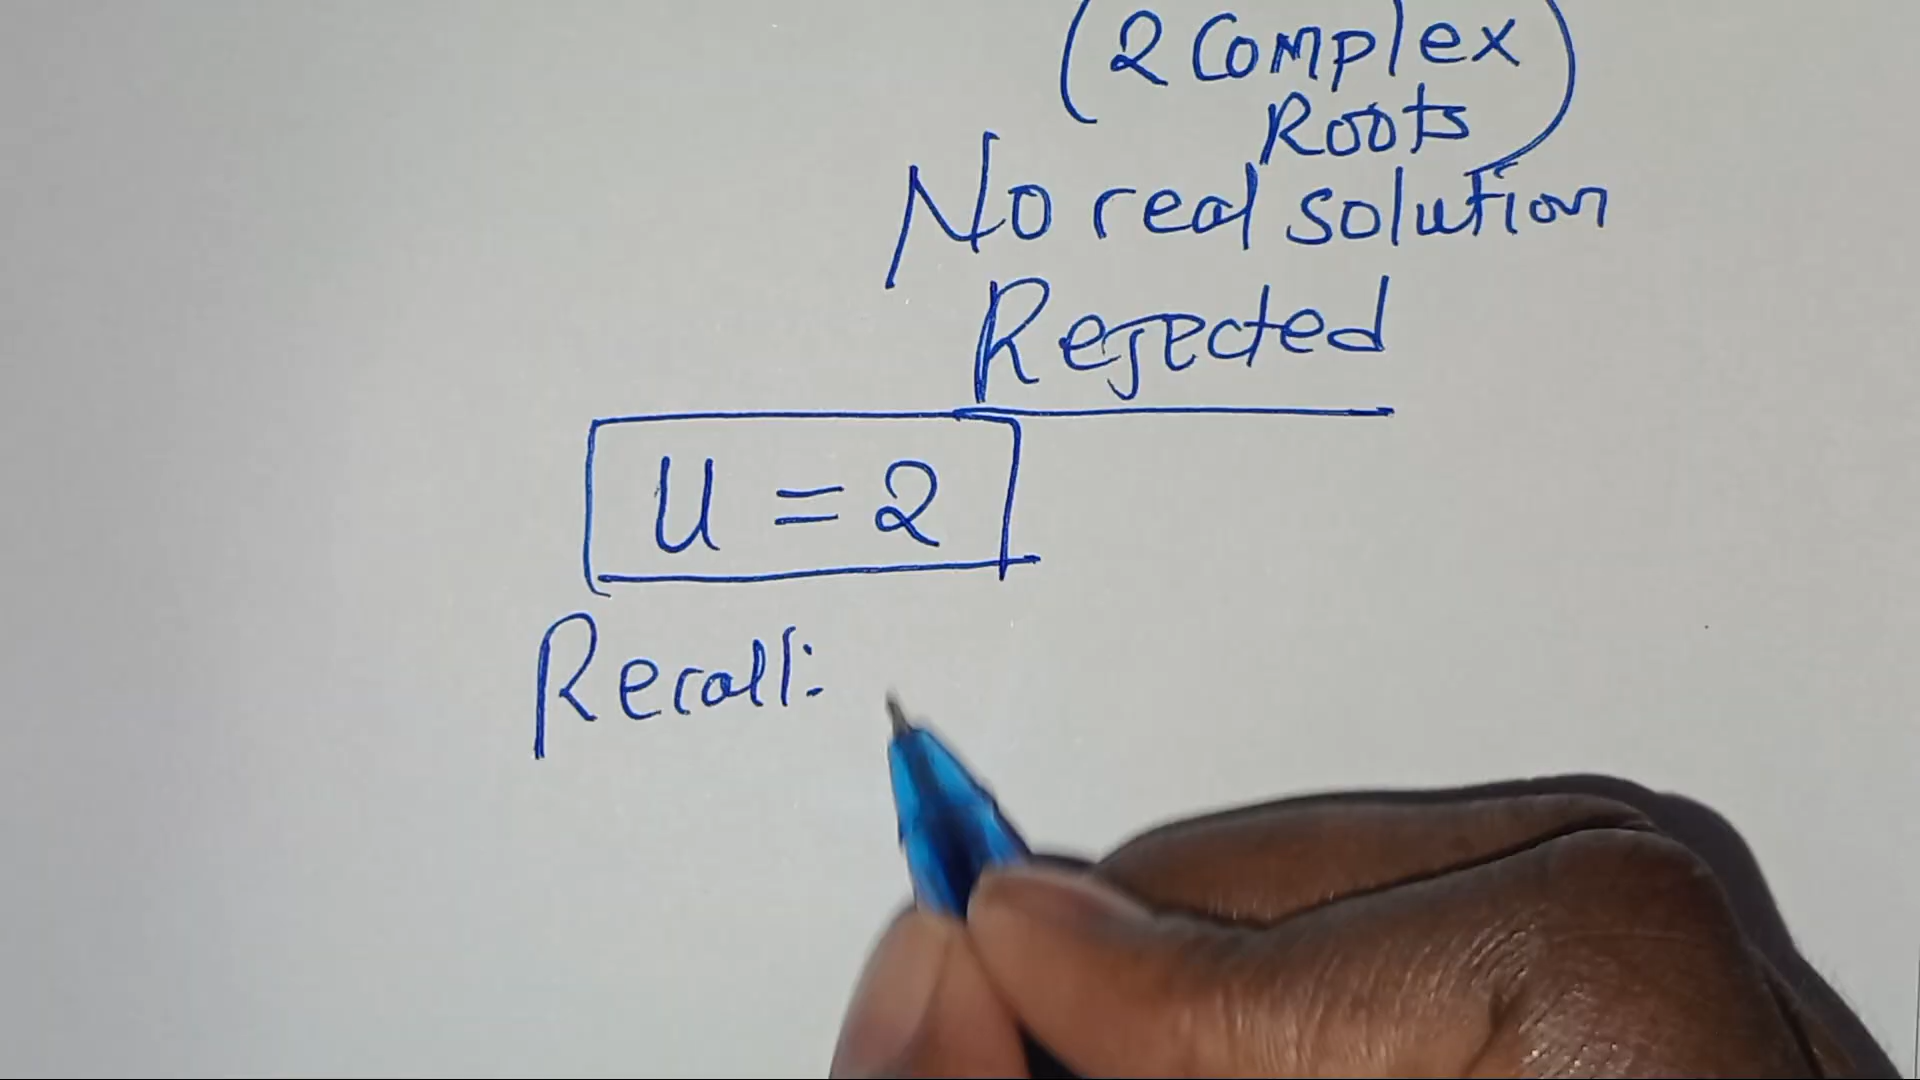 (2 Complex
Roots)
No real solution
Rejected
U = 2
Recall: